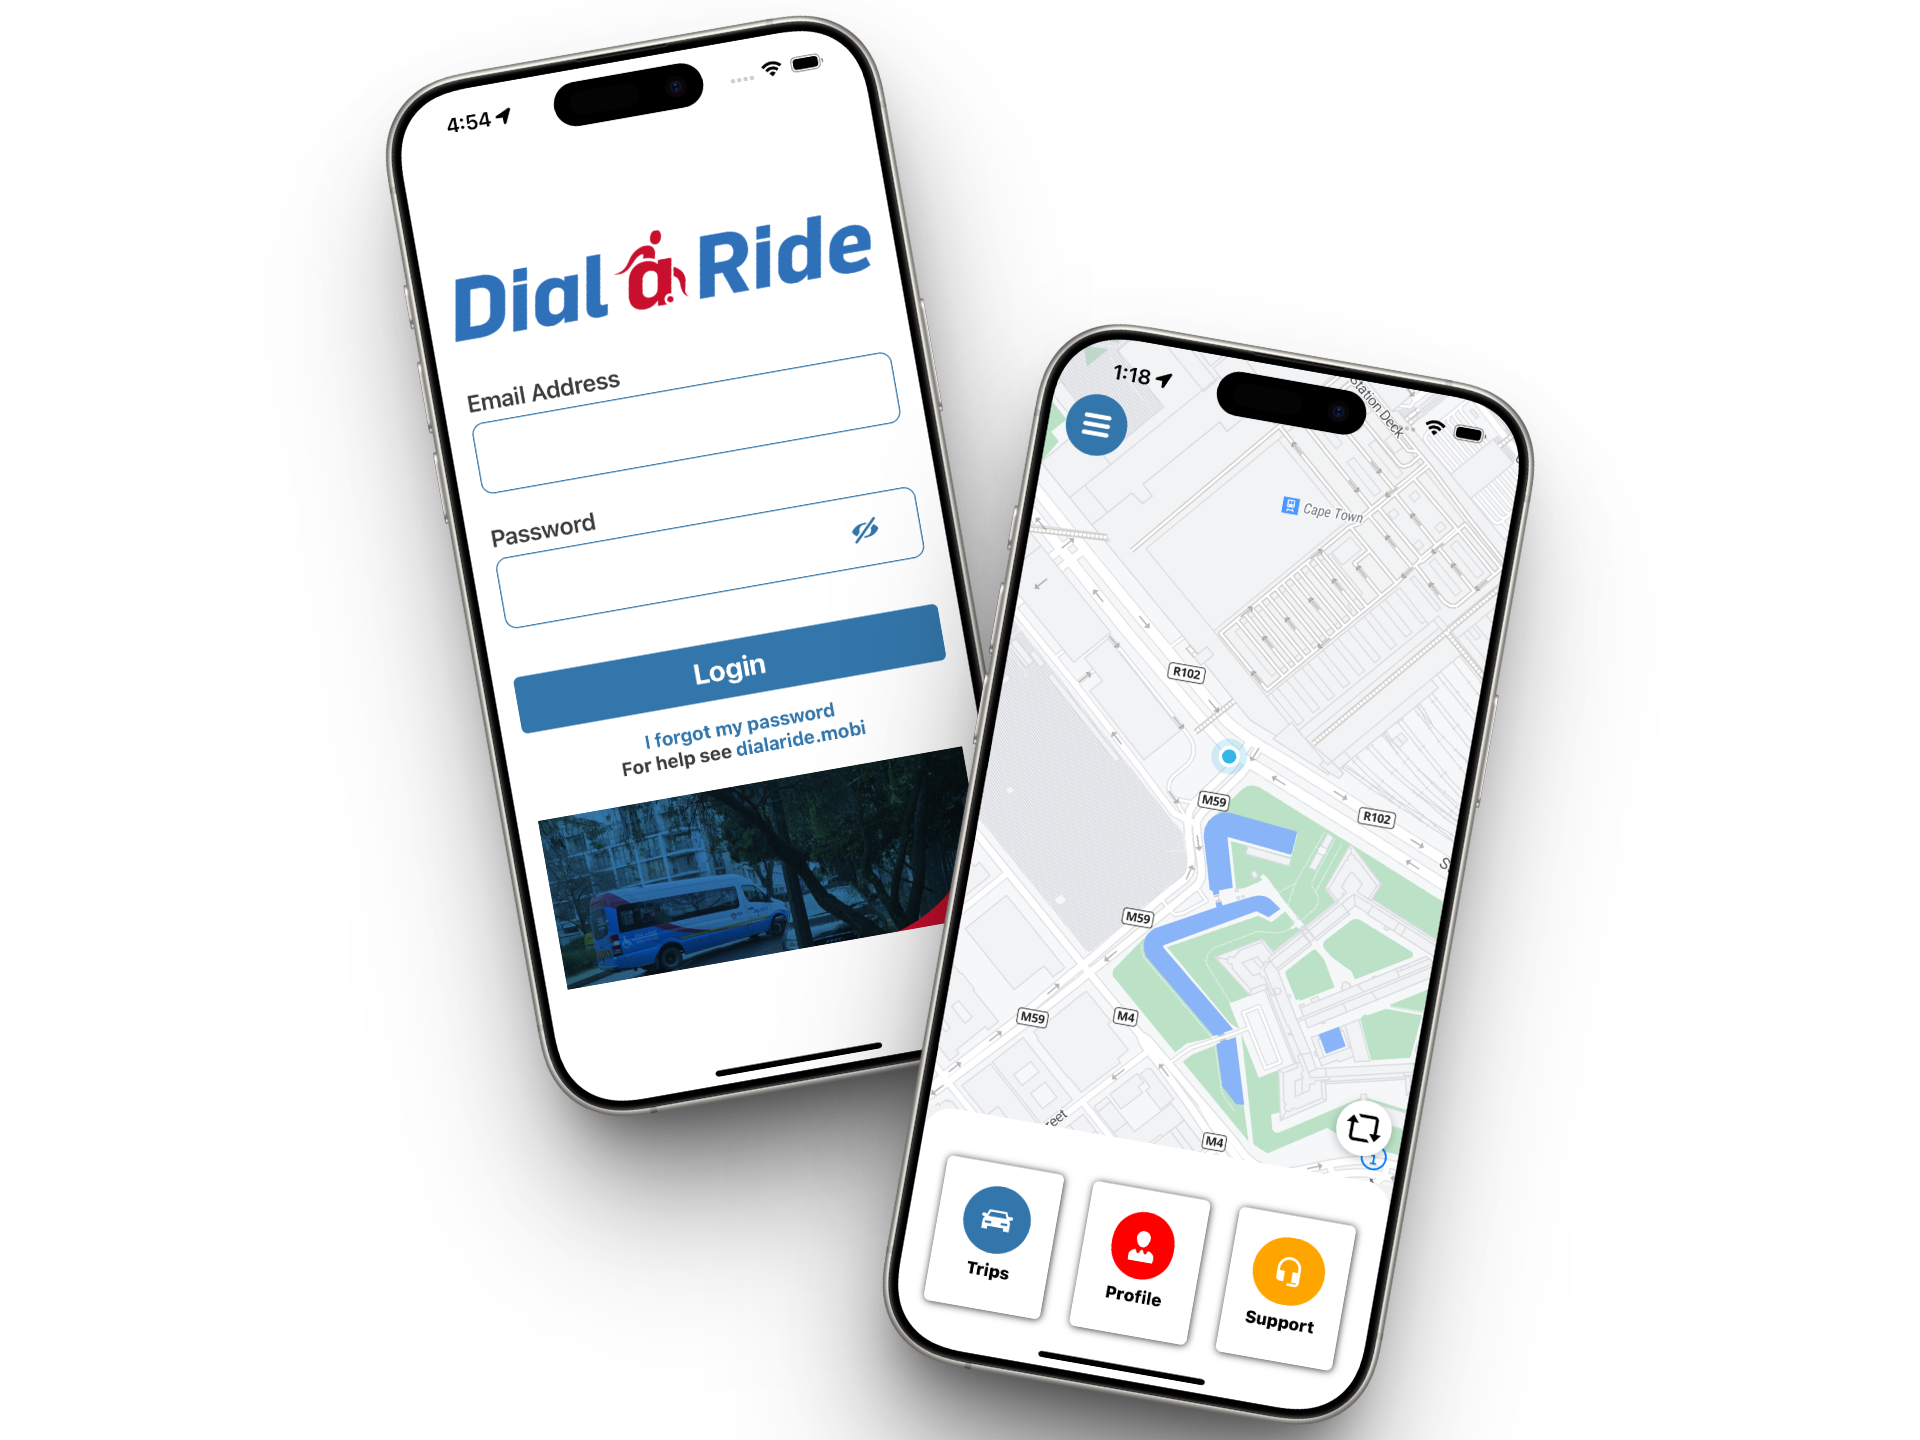 4:54
Dial a Ride
Email Address
Password
Login
I forgot my password
For help see dialaride.mobi
1:18
Station Deck
Cape Town
R102
M59
R102
M59
M59
M4
M4
1
Trips
Profile
Support